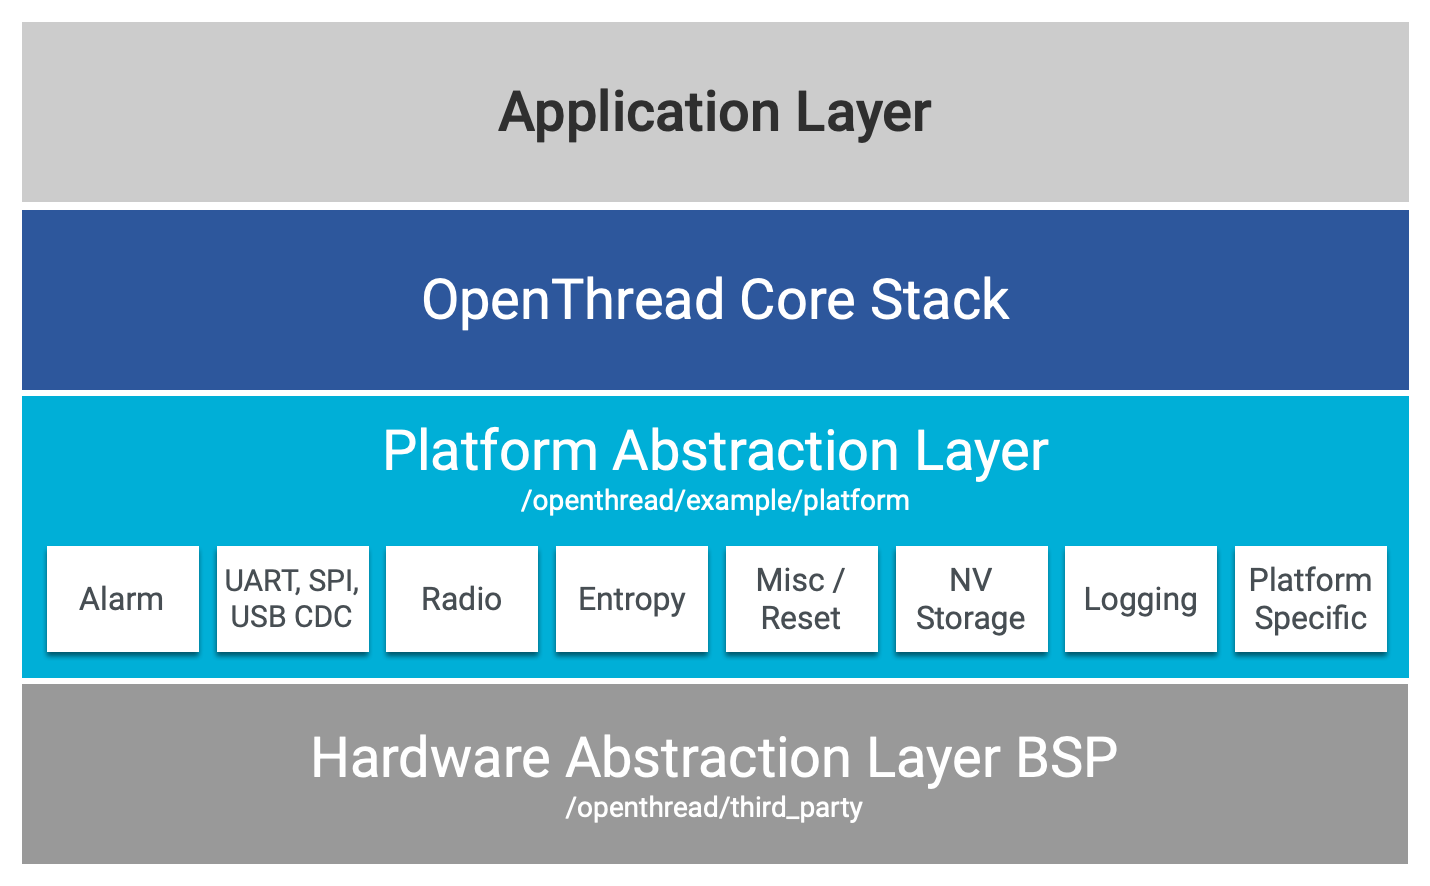 Application Layer
OpenThread Core Stack
Platform Abstraction Layer
/openthread/example/platform
Alarm
UART, SPI,
USB CDC
Radio
Entropy
Misc /
Reset
NV
Storage
Logging
Platform
Specific
Hardware Abstraction Layer BSP
/openthread/third_party